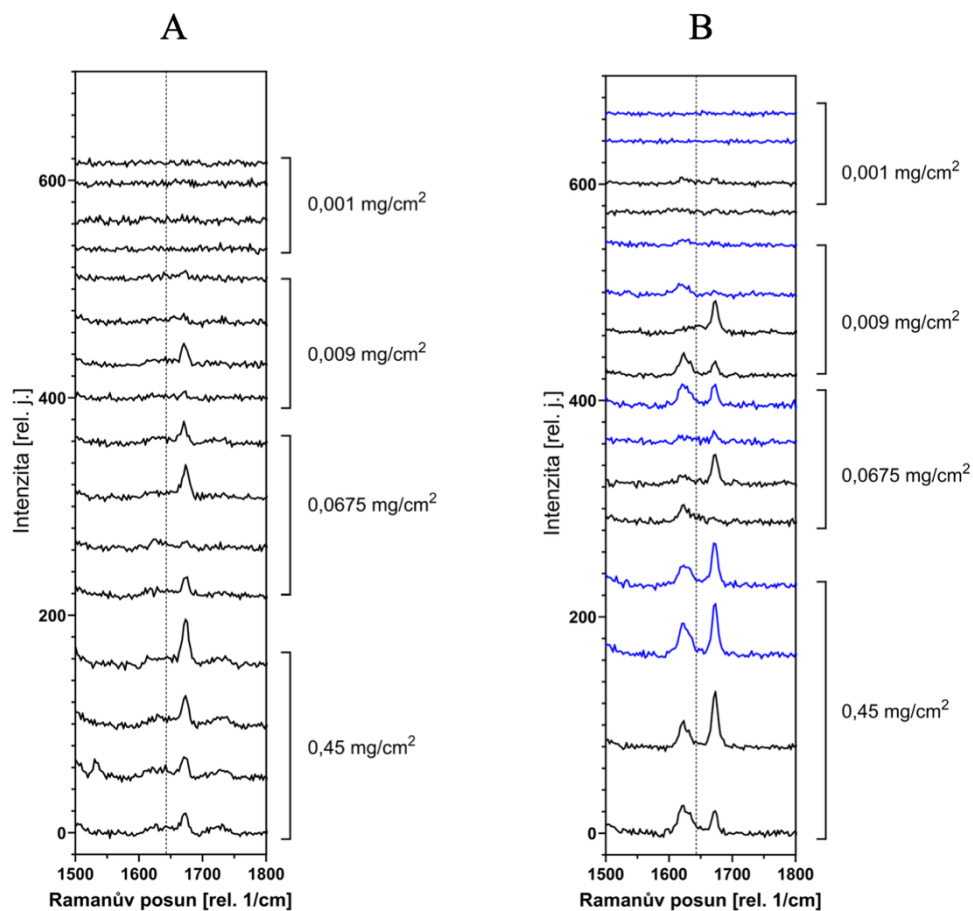 A
Intenzita [rel. j.]
600
400
200
0
0,001 mg/cm²
0,009 mg/cm²
0,0675 mg/cm²
0,45 mg/cm²
1500 1600 1700 1800
Ramanův posun [rel. 1/cm]
B
Intenzita [rel. j.]
600
400
200
0
0,001 mg/cm²
0,009 mg/cm²
0,0675 mg/cm²
0,45 mg/cm²
1500 1600 1700 1800
Ramanův posun [rel. 1/cm]